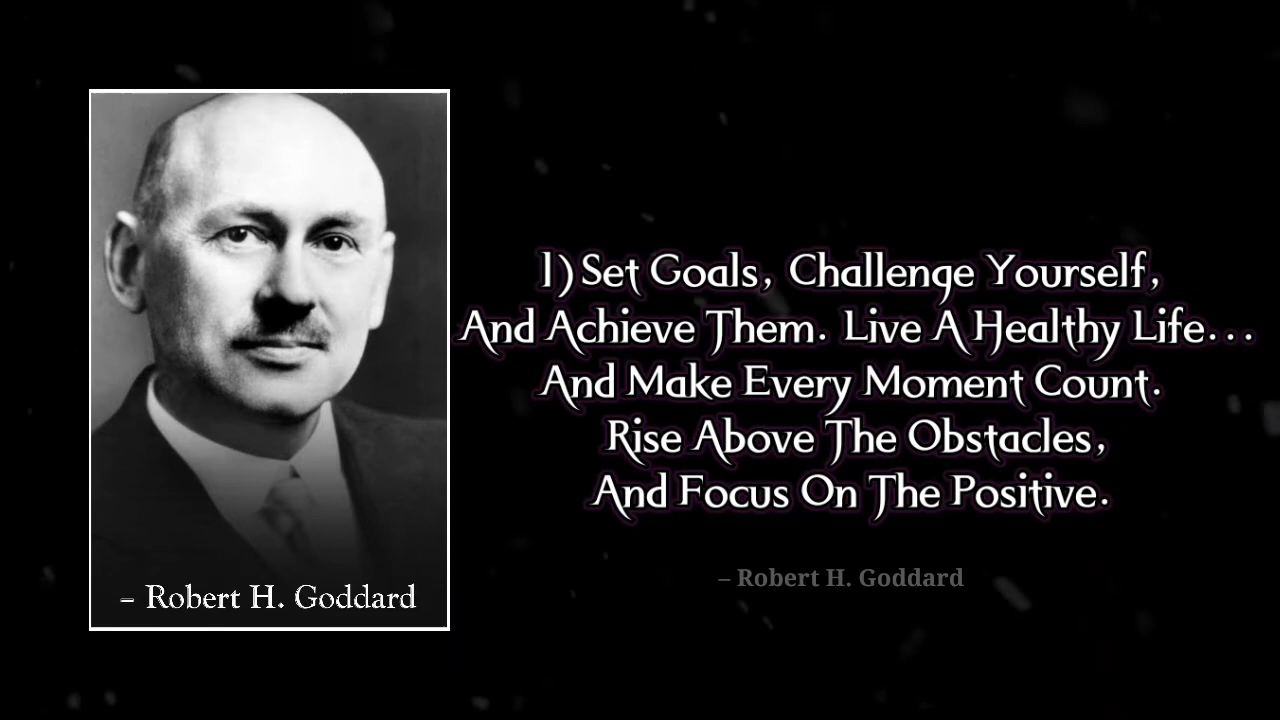 – Robert H. Goddard
1) Set Goals, Challenge Yourself,
And Achieve Them. Live A Healthy Life...
And Make Every Moment Count.
Rise Above The Obstacles,
And Focus On The Positive.
– Robert H. Goddard